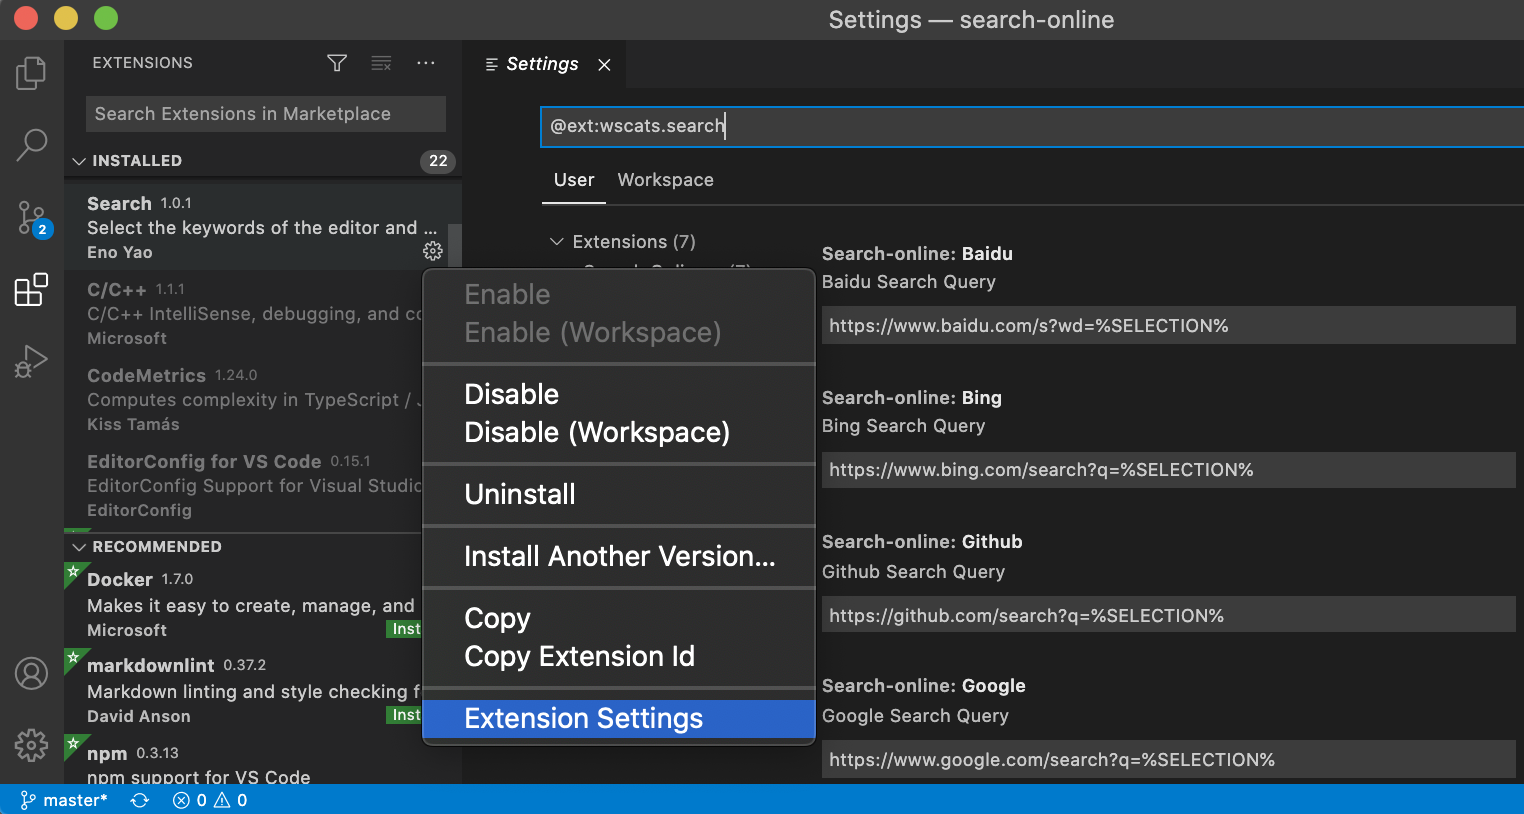 Settings — search-online
EXTENSIONS
Search Extensions in Marketplace
INSTALLED 22
Search 1.0.1
Select the keywords of the editor and ...
Eno Yao
C/C++ 1.1.1
C/C++ IntelliSense, debugging, and co
Microsoft
CodeMetrics 1.24.0
Computes complexity in TypeScript /
Kiss Tamás
EditorConfig for VS Code 0.15.1
EditorConfig Support for Visual Studio
EditorConfig
RECOMMENDED
Docker 1.7.0
Makes it easy to create, manage, and
Microsoft
Inst
markdownlint 0.37.2
Markdown linting and style checking f
David Anson
Inst
npm 0.3.13
npm support for VS Code
2
Enable
Enable (Workspace)
Disable
Disable (Workspace)
Uninstall
Install Another Version...
Copy
Copy Extension Id
Extension Settings
Settings
@ext:wscats.search
User Workspace
Extensions (7)
Search-online: Baidu
Baidu Search Query
https://www.baidu.com/s?wd=%SELECTION%
Search-online: Bing
Bing Search Query
https://www.bing.com/search?q=%SELECTION%
Search-online: Github
Github Search Query
https://github.com/search?q=%SELECTION%
Search-online: Google
Google Search Query
https://www.google.com/search?q=%SELECTION%
master* 0 0